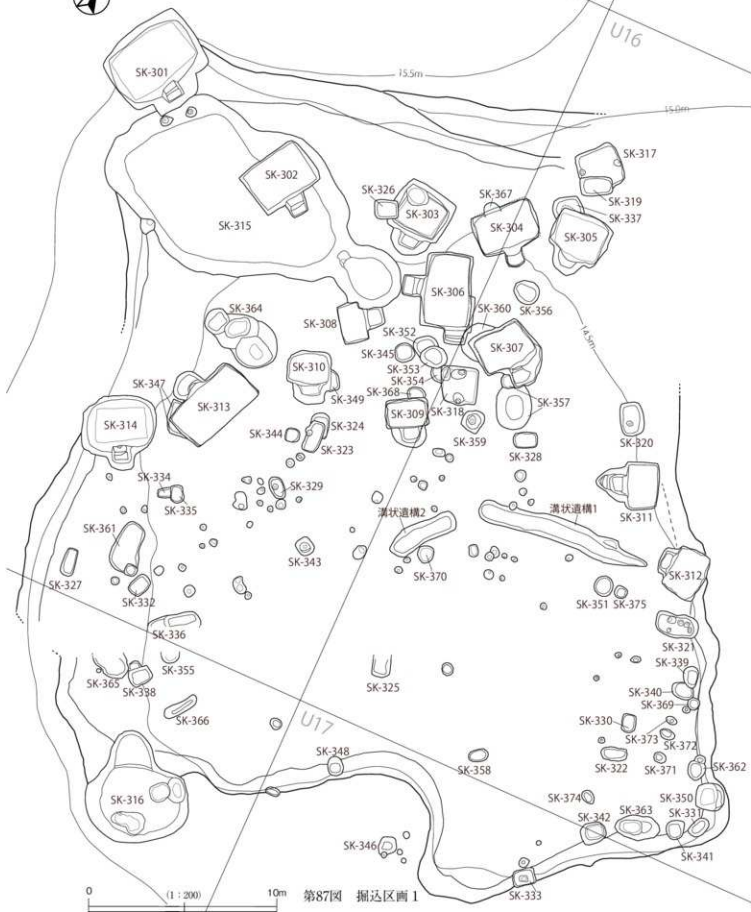 U16
SK-301
15.5m
15.0m
SK-317
SK-302
SK-326
SK-367
SK-319
SK-303
SK-337
SK-304
SK-305
SK-315
SK-306
SK-360
SK-356
SK-364
SK-308
SK-352
14.5m
SK-345
SK-307
SK-310
SK-353
SK-354
SK-347
SK-313
SK-349
SK-368
SK-318
SK-357
SK-314
SK-309
SK-324
SK-344
SK-359
SK-320
SK-323
SK-328
SK-334
SK-329
SK-311
SK-335
溝状遺構2
溝状遺構1
SK-361
SK-343
SK-370
SK-312
SK-327
SK-332
SK-351
SK-375
SK-336
SK-321
SK-355
SK-339
SK-365
SK-338
SK-325
SK-340
SK-369
SK-366
SK-330
SK-373
U17
SK-372
SK-348
SK-358
SK-322
SK-371
SK-362
SK-316
SK-374
SK-350
SK-363
SK-331
SK-342
SK-346
SK-341
SK-333
0
(1:200)
10m
第87図 掘込区画1